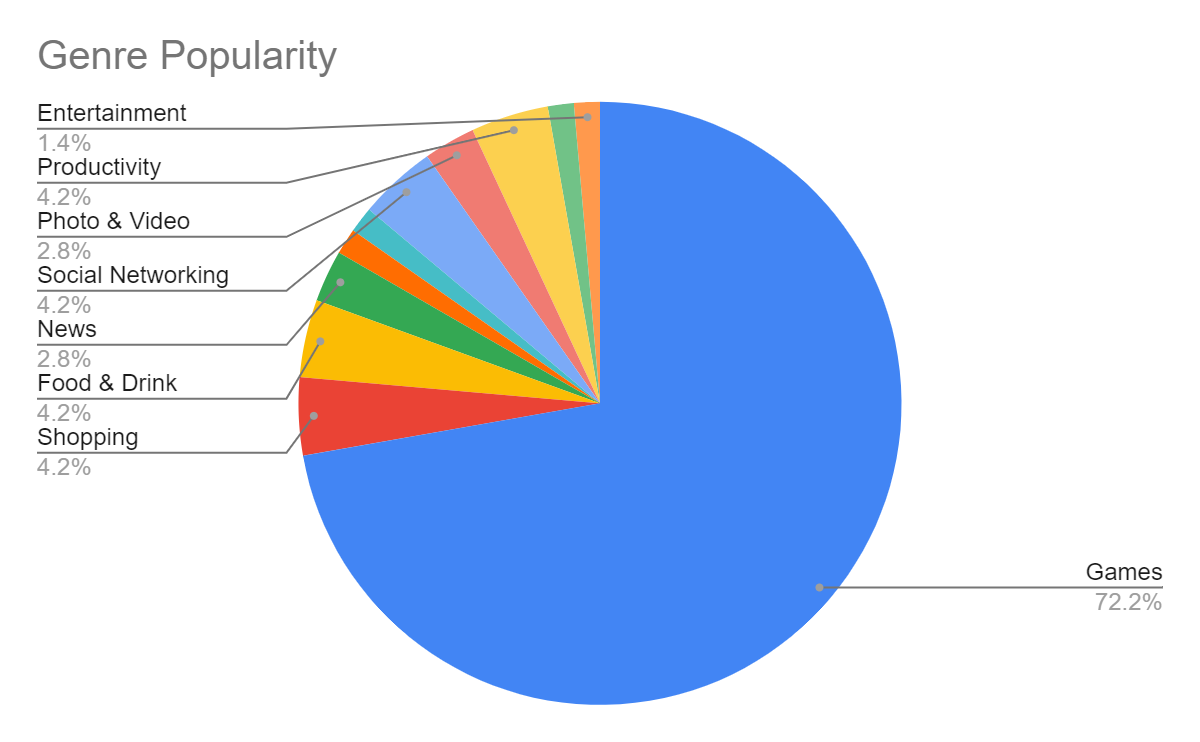 Genre Popularity
Entertainment
1.4%
Productivity
4.2%
Photo & Video
2.8%
Social Networking
4.2%
News
2.8%
Food & Drink
4.2%
Shopping
4.2%
Games
72.2%